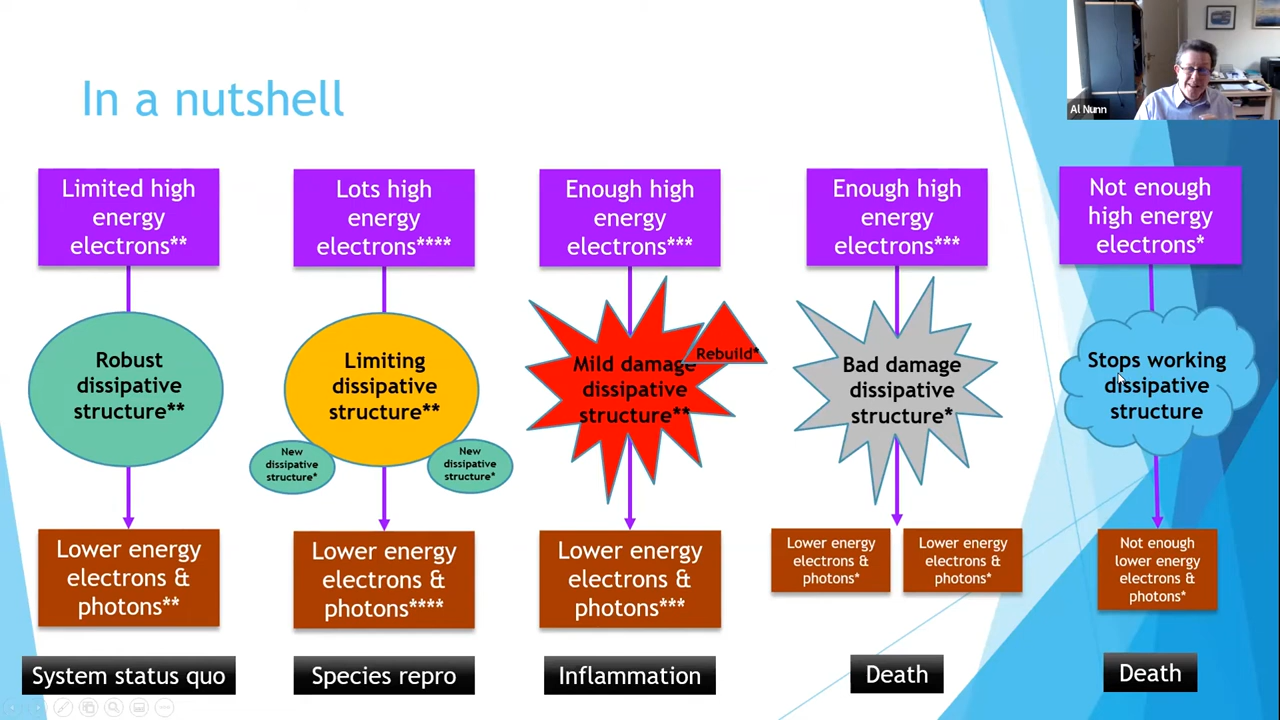 In a nutshell
Al Nunn
Limited high
energy
electrons**
Robust
dissipative
structure**
Lower energy
electrons &
photons**
System status quo
Lots high
energy
electrons****
Limiting
dissipative
structure**
New
dissipative
structure*
New
dissipative
structure*
Lower energy
electrons &
photons****
Species repro
Enough high
energy
electrons***
Mild damage
dissipative
structure**
Rebuild*
Lower energy
electrons &
photons***
Inflammation
Enough high
energy
electrons***
Bad damage
dissipative
structure*
Lower energy
electrons &
photons*
Lower energy
electrons &
photons*
Death
Not enough
high energy
electrons*
Stops working
dissipative
structure
Not enough
lower energy
electrons &
photons*
Death